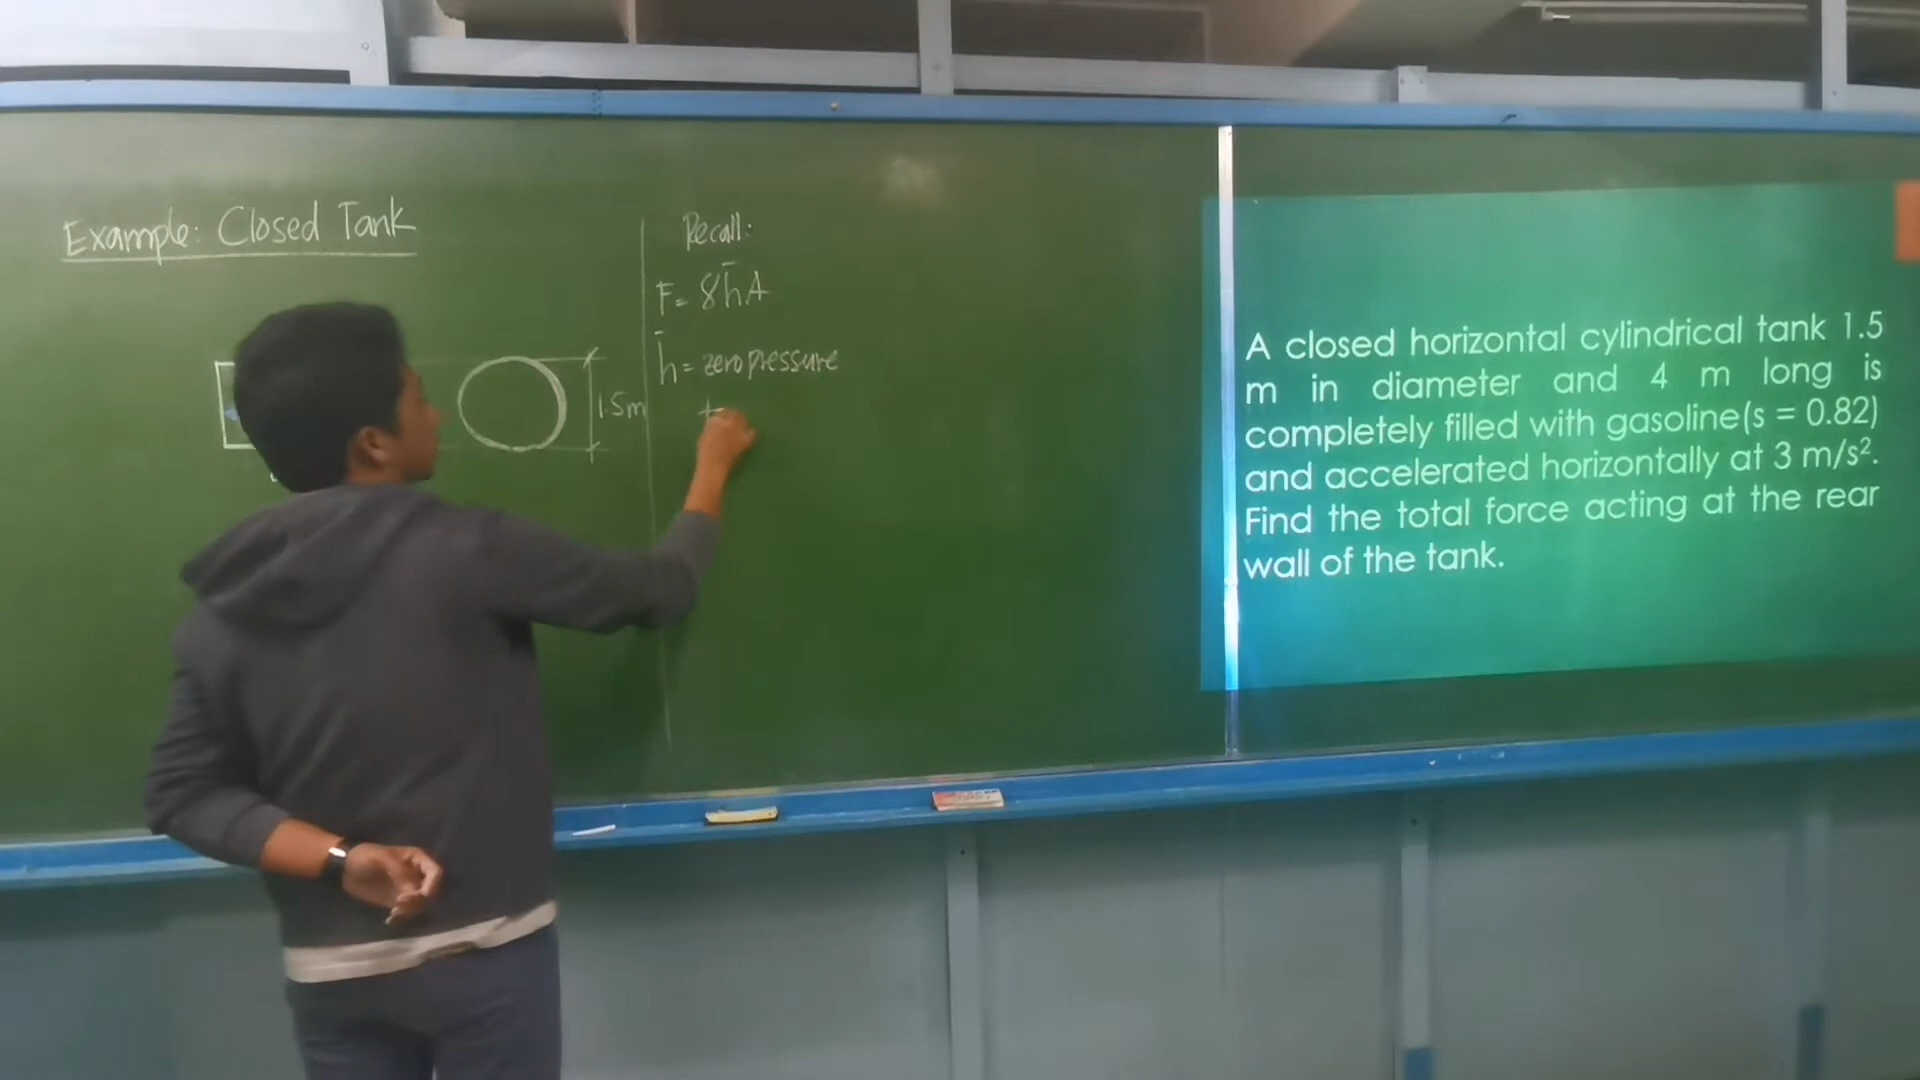 Example: Closed Tank
1.5m
Recall:
F = γh̄A
h̄ = zero pressure
A closed horizontal cylindrical tank 1.5
m in diameter and 4 m long is
completely filled with gasoline(s = 0.82)
and accelerated horizontally at 3 m/s².
Find the total force acting at the rear
wall of the tank.